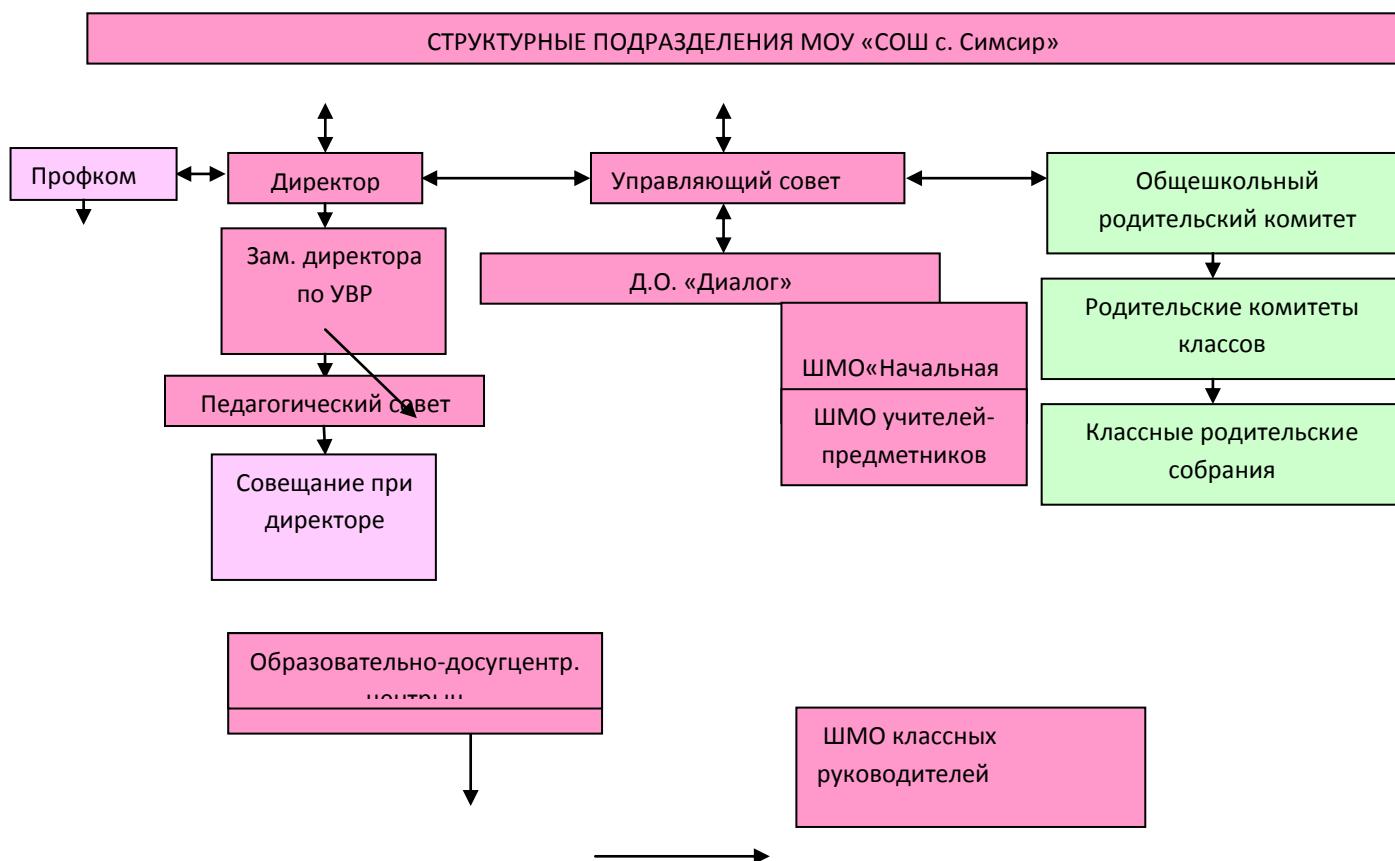 СТРУКТУРНЫЕ ПОДРАЗДЕЛЕНИЯ МОУ «СОШ с. Симсир»
Профком
Директор
Управляющий совет
Общешкольный
родительский комитет
Зам. директора
по УВР
Д.О. «Диалог»
Родительские комитеты
классов
ШМО«Начальная
ШМО учителей-
предметников
Педагогический совет
Классные родительские
собрания
Совещание при
директоре
Образовательно-досугцентр.
ШМО классных
руководителей